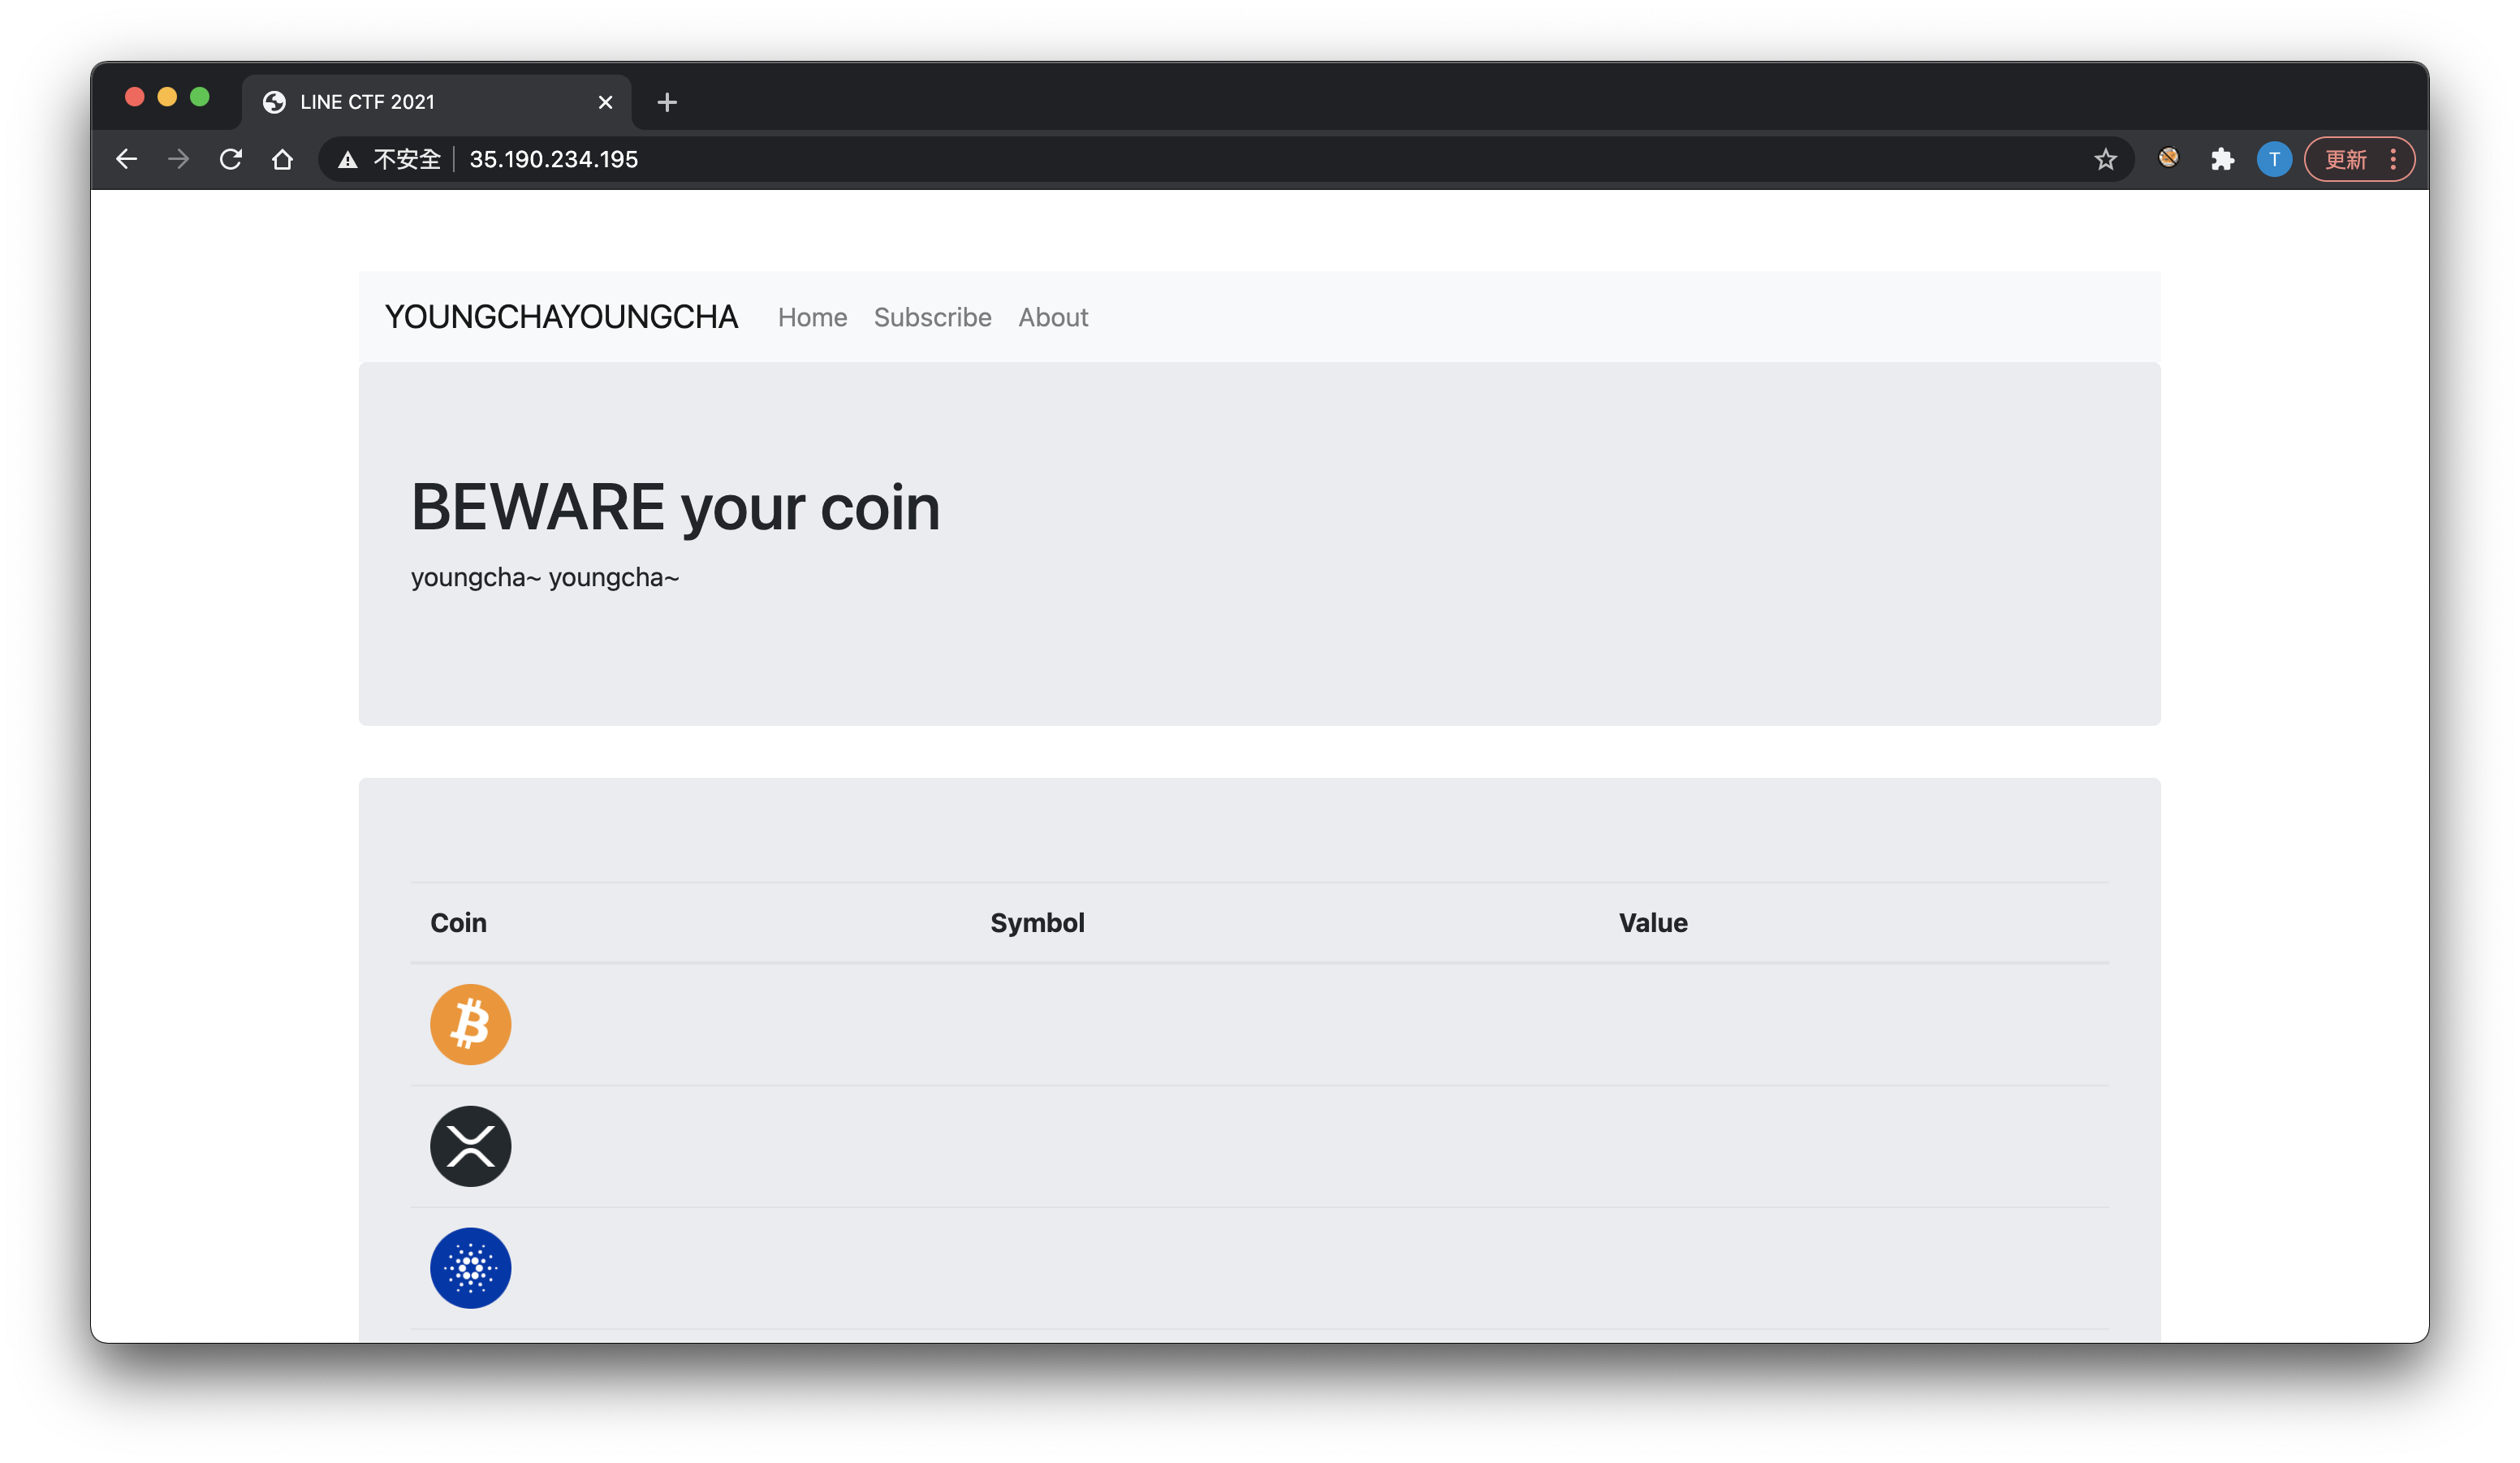 LINE CTF 2021
不安全 35.190.234.195 T 更新
YOUNGCHAYOUNGCHA Home Subscribe About
BEWARE your coin
youngcha~ youngcha~
Coin Symbol Value